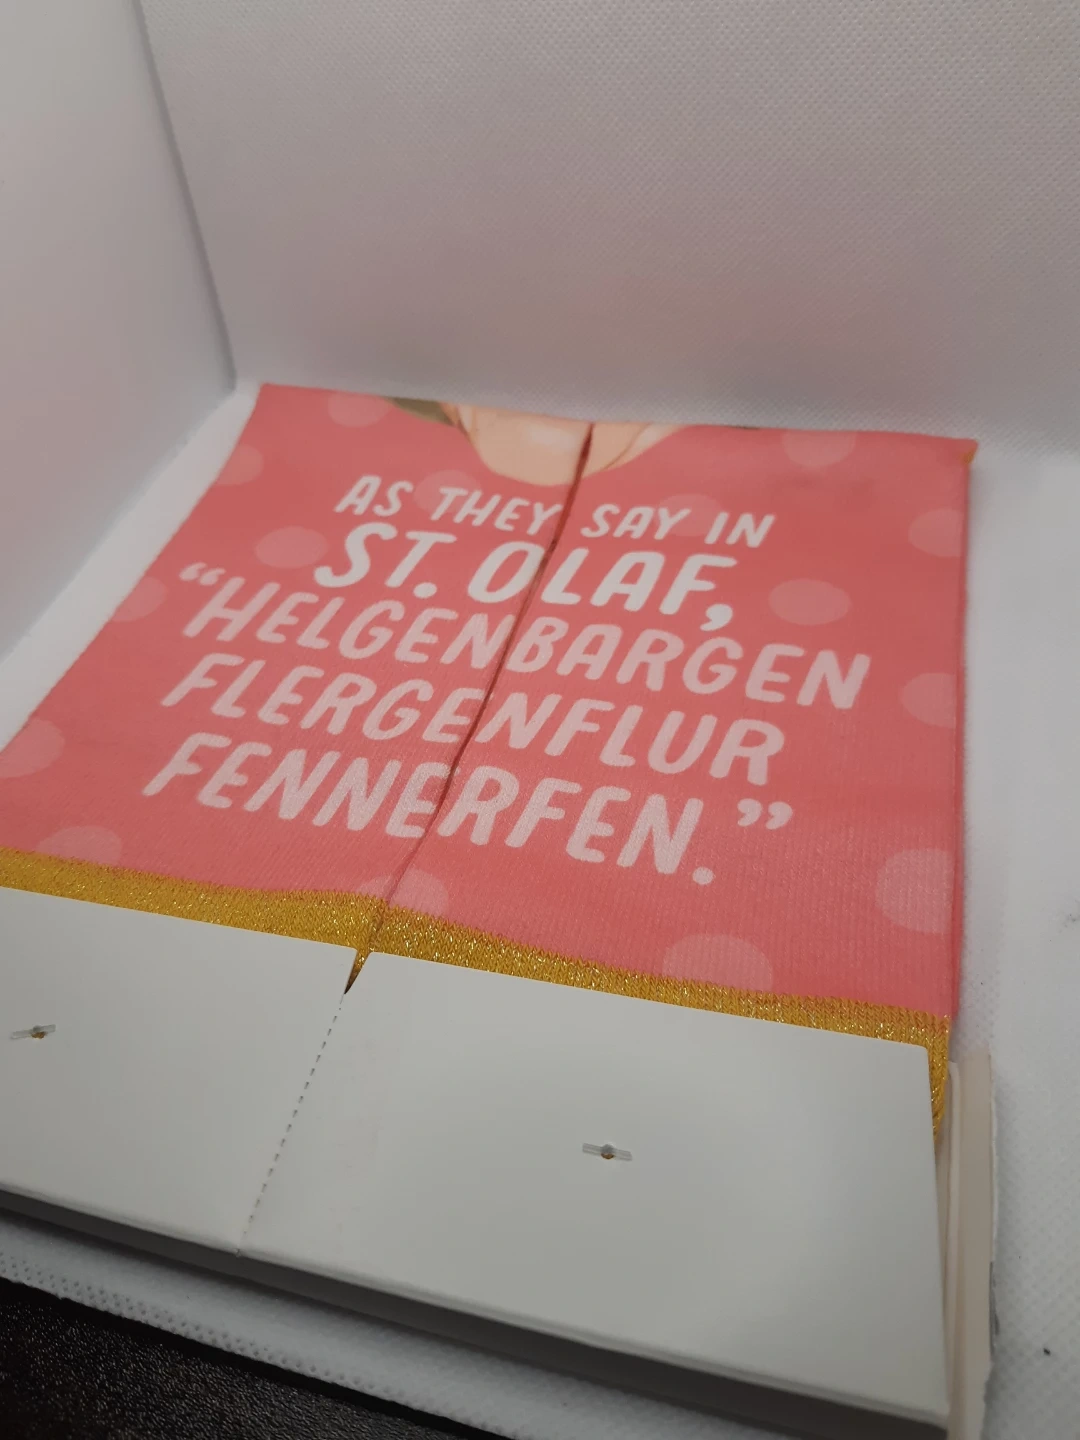 AS THEY SAY IN
ST. OLAF,
“HELGENBARGEN
FLERGENFLUR
FENNERFEN.”